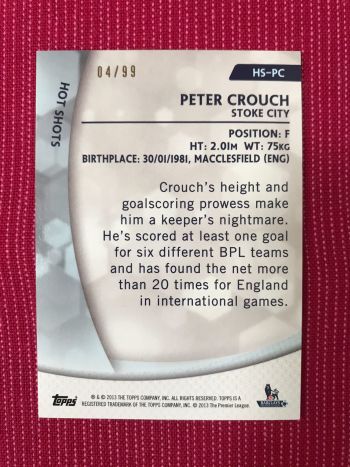 04/99
HS-PC
HOT SHOTS
PETER CROUCH
STOKE CITY
POSITION: F
HT: 2.01M WT: 75KG
BIRTHPLACE: 30/01/1981, MACCLESFIELD (ENG)
Crouch's height and
goalscoring prowess make
him a keeper's nightmare.
He's scored at least one goal
for six different BPL teams
and has found the net more
than 20 times for England
in international games.
Topps
® & © 2013 THE TOPPS COMPANY, INC. ALL RIGHTS RESERVED. TOPPS IS A
REGISTERED TRADEMARK OF THE TOPPS COMPANY, INC. © 2013 The Premier League.